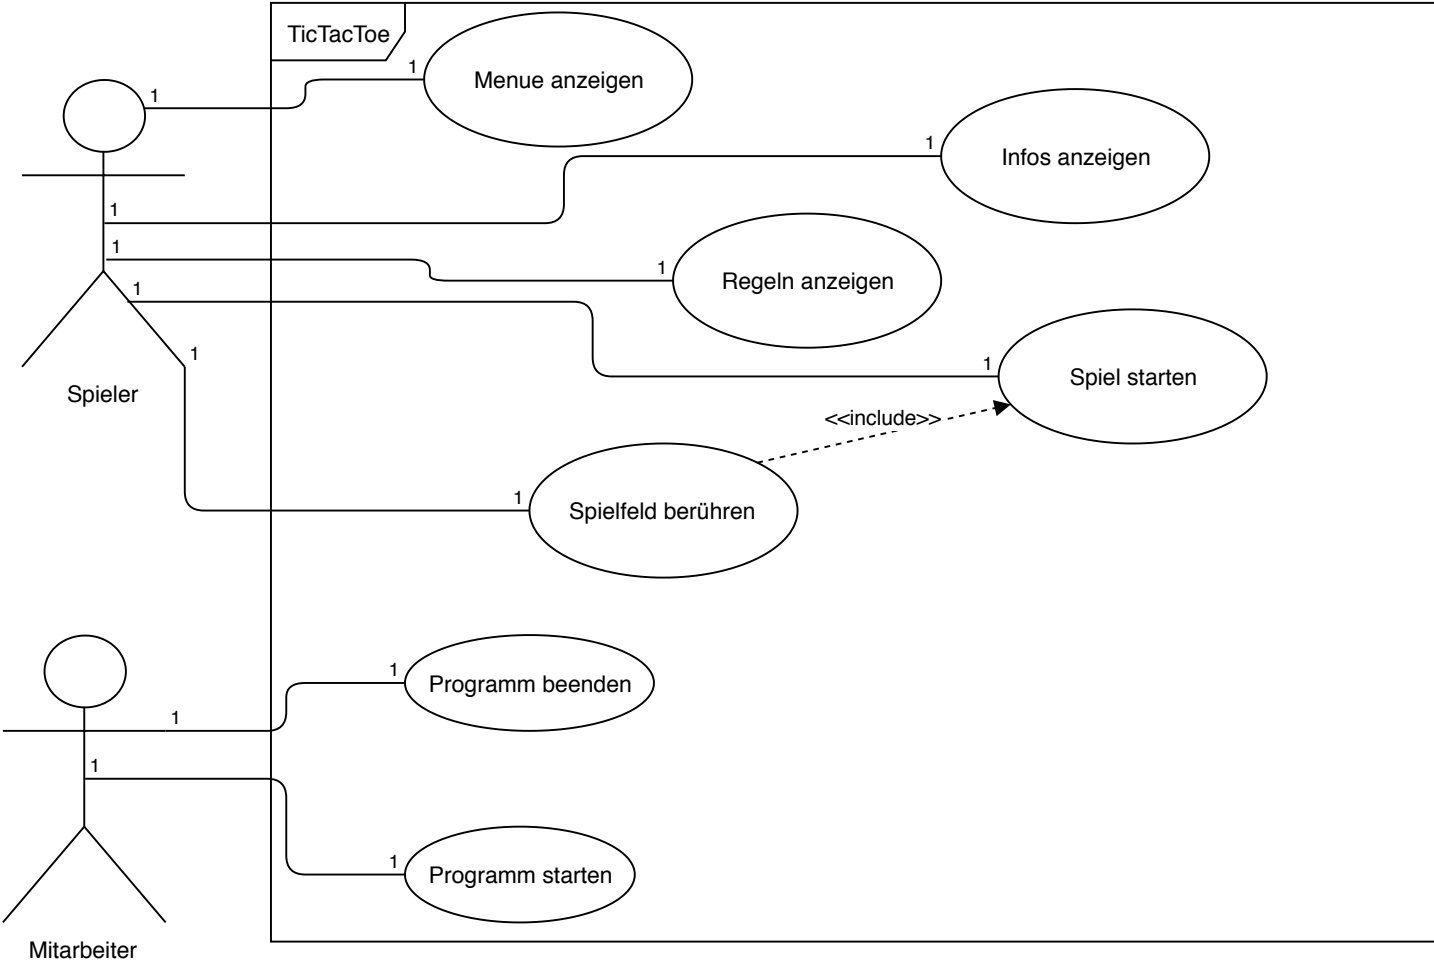 TicTacToe
1
1
Menue anzeigen
1
1
Infos anzeigen
1
1
Regeln anzeigen
1
1
Spiel starten
<<include>>
1
1
Spielfeld berühren
Spieler
1
1
Programm beenden
1
1
Programm starten
Mitarbeiter